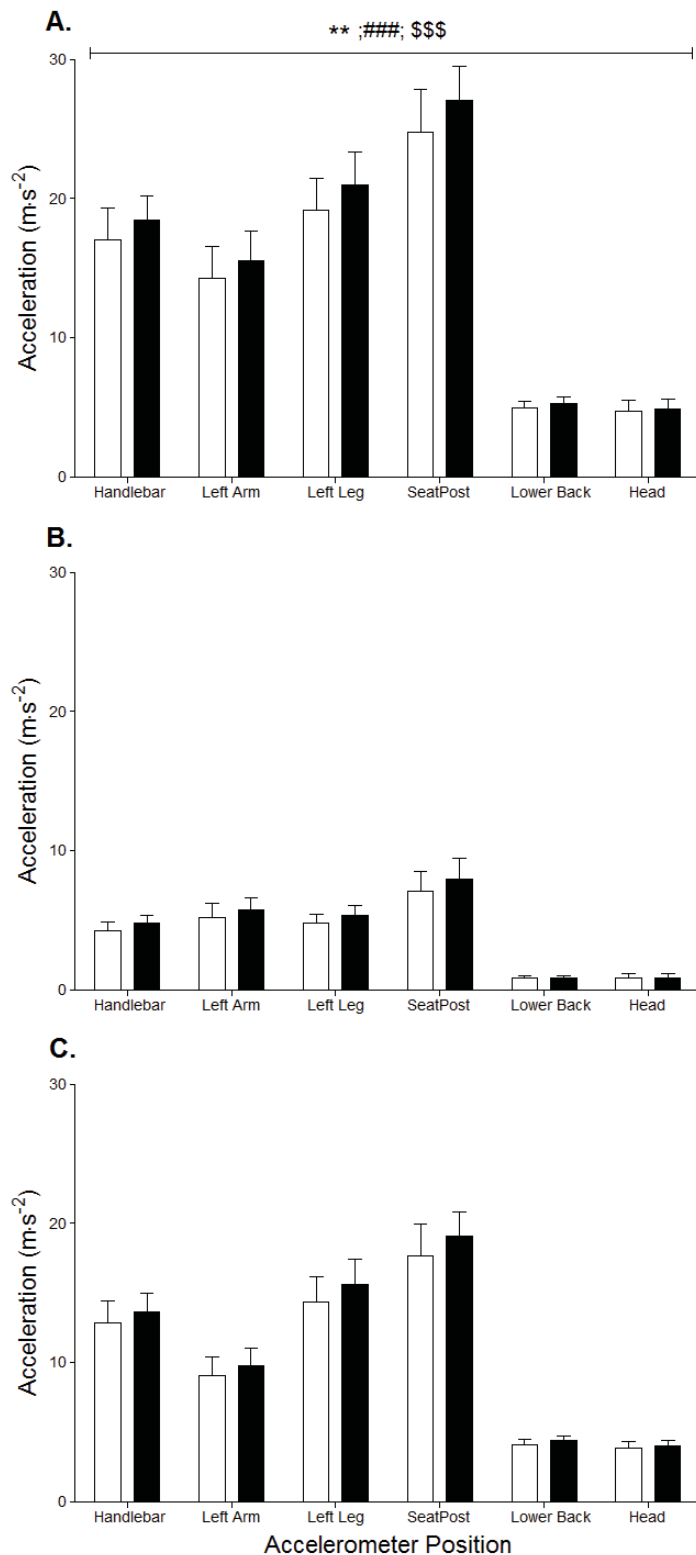 A.
** ;###; $$$
30
20
10
0
Acceleration (m·s-2)
Handlebar Left Arm Left Leg SeatPost Lower Back Head
B.
30
20
10
0
Acceleration (m·s-2)
Handlebar Left Arm Left Leg SeatPost Lower Back Head
C.
30
20
10
0
Acceleration (m·s-2)
Handlebar Left Arm Left Leg SeatPost Lower Back Head
Accelerometer Position